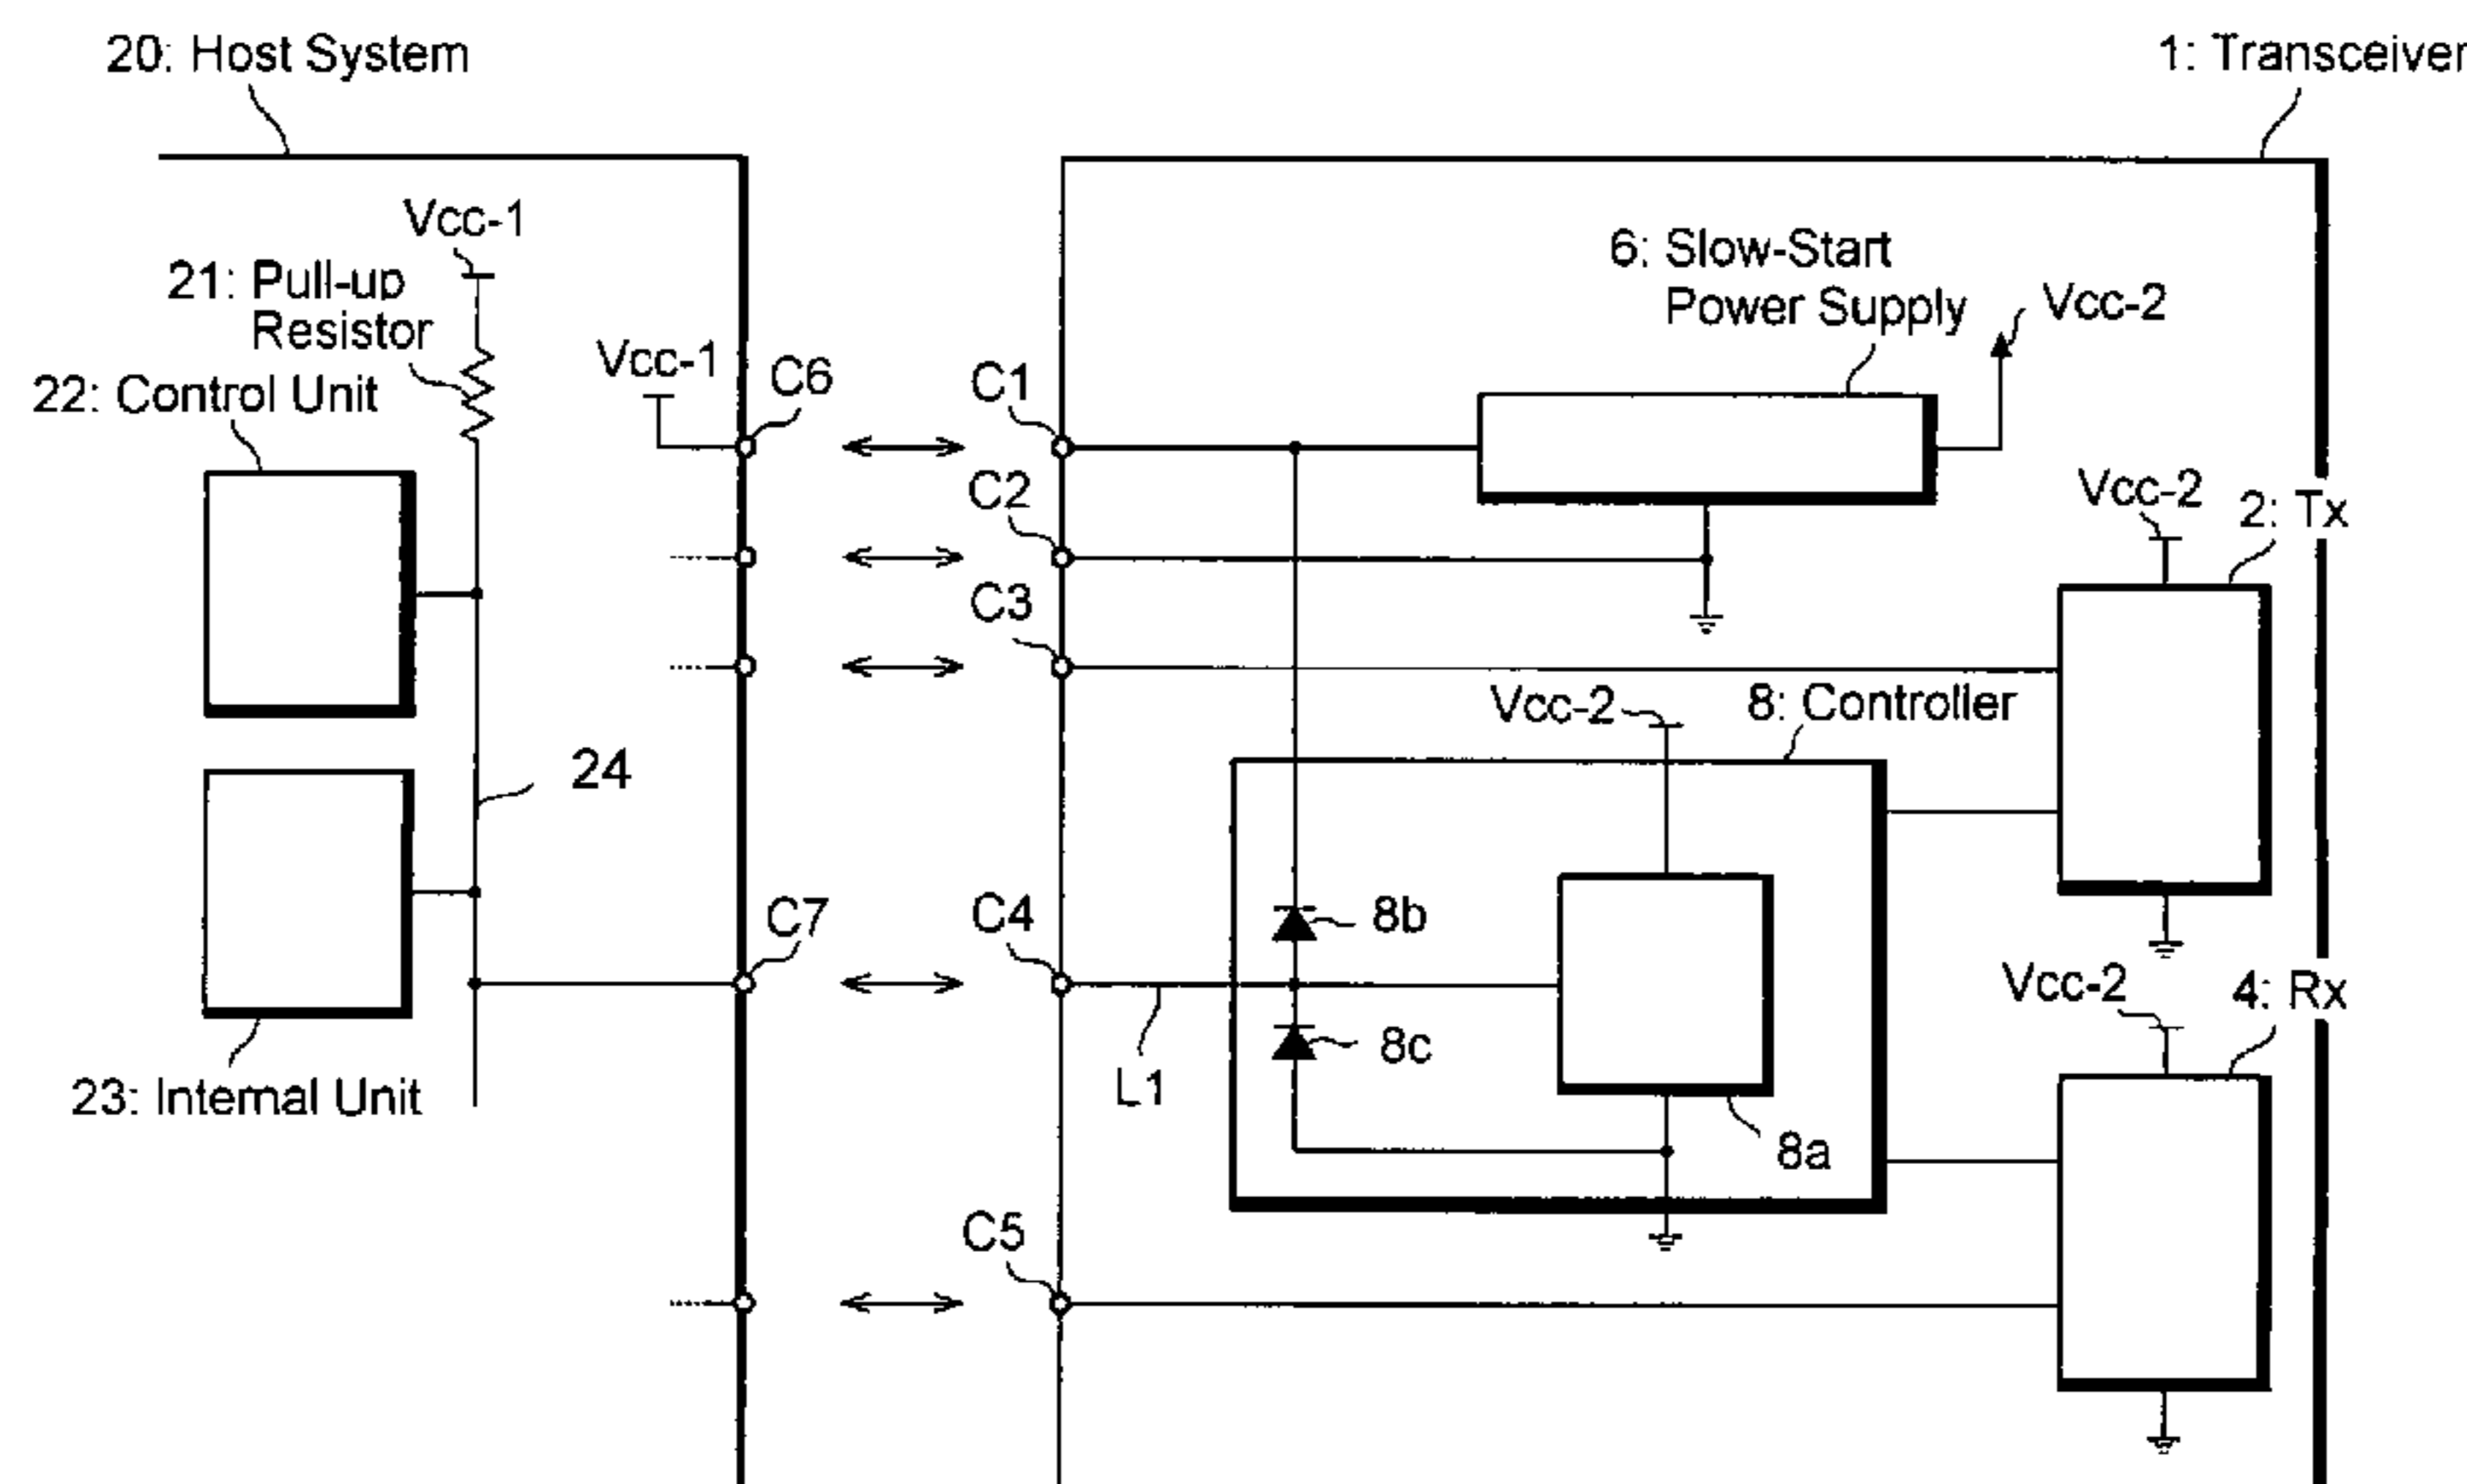 20: Host System
1: Transceiver
Vcc-1
21: Pull-up
Resistor
22: Control Unit
Vcc-1
C6
C1
6: Slow-Start
Power Supply
Vcc-2
C2
Vcc-2
2: Tx
C3
Vcc-2
8: Controller
24
C7
C4
8b
Vcc-2
4: Rx
8c
L1
23: Internal Unit
8a
C5